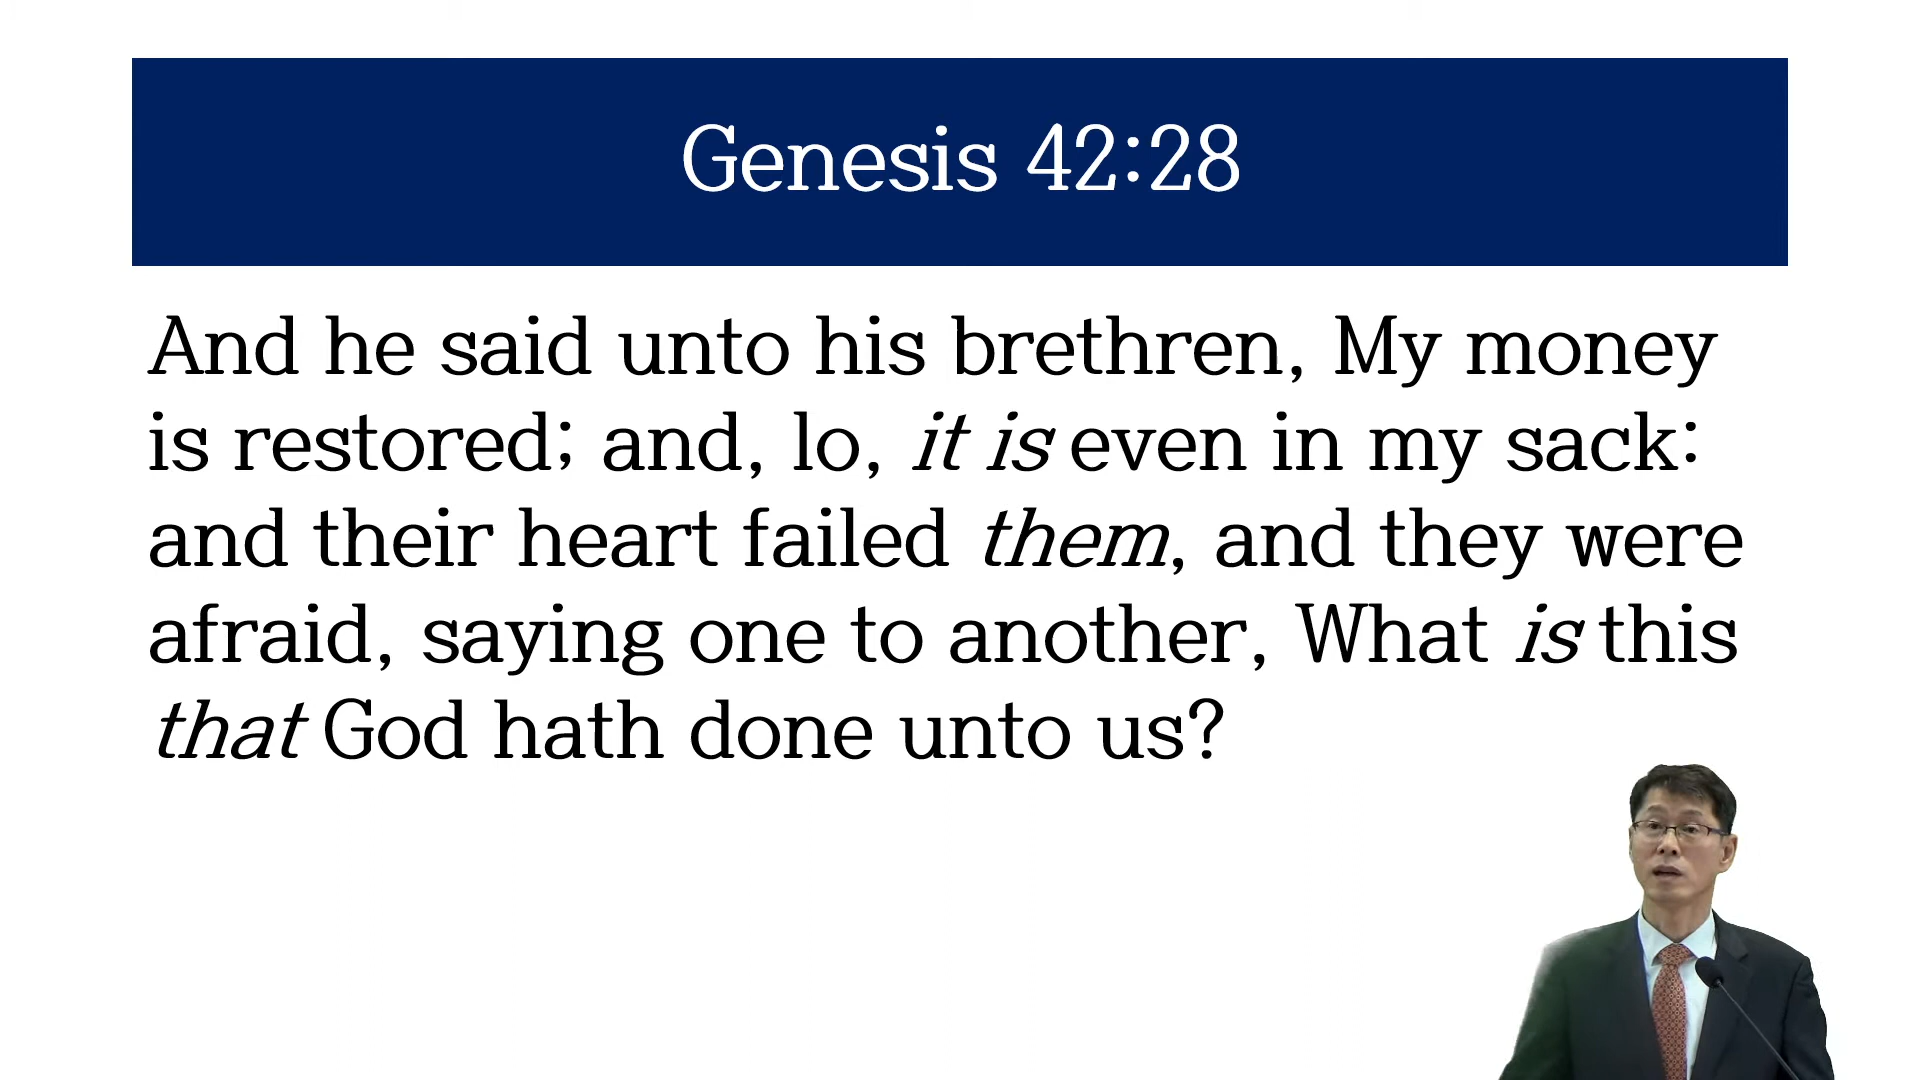 Genesis 42:28
And he said unto his brethren, My money
is restored; and, lo, it is even in my sack:
and their heart failed them, and they were
afraid, saying one to another, What is this
that God hath done unto us?